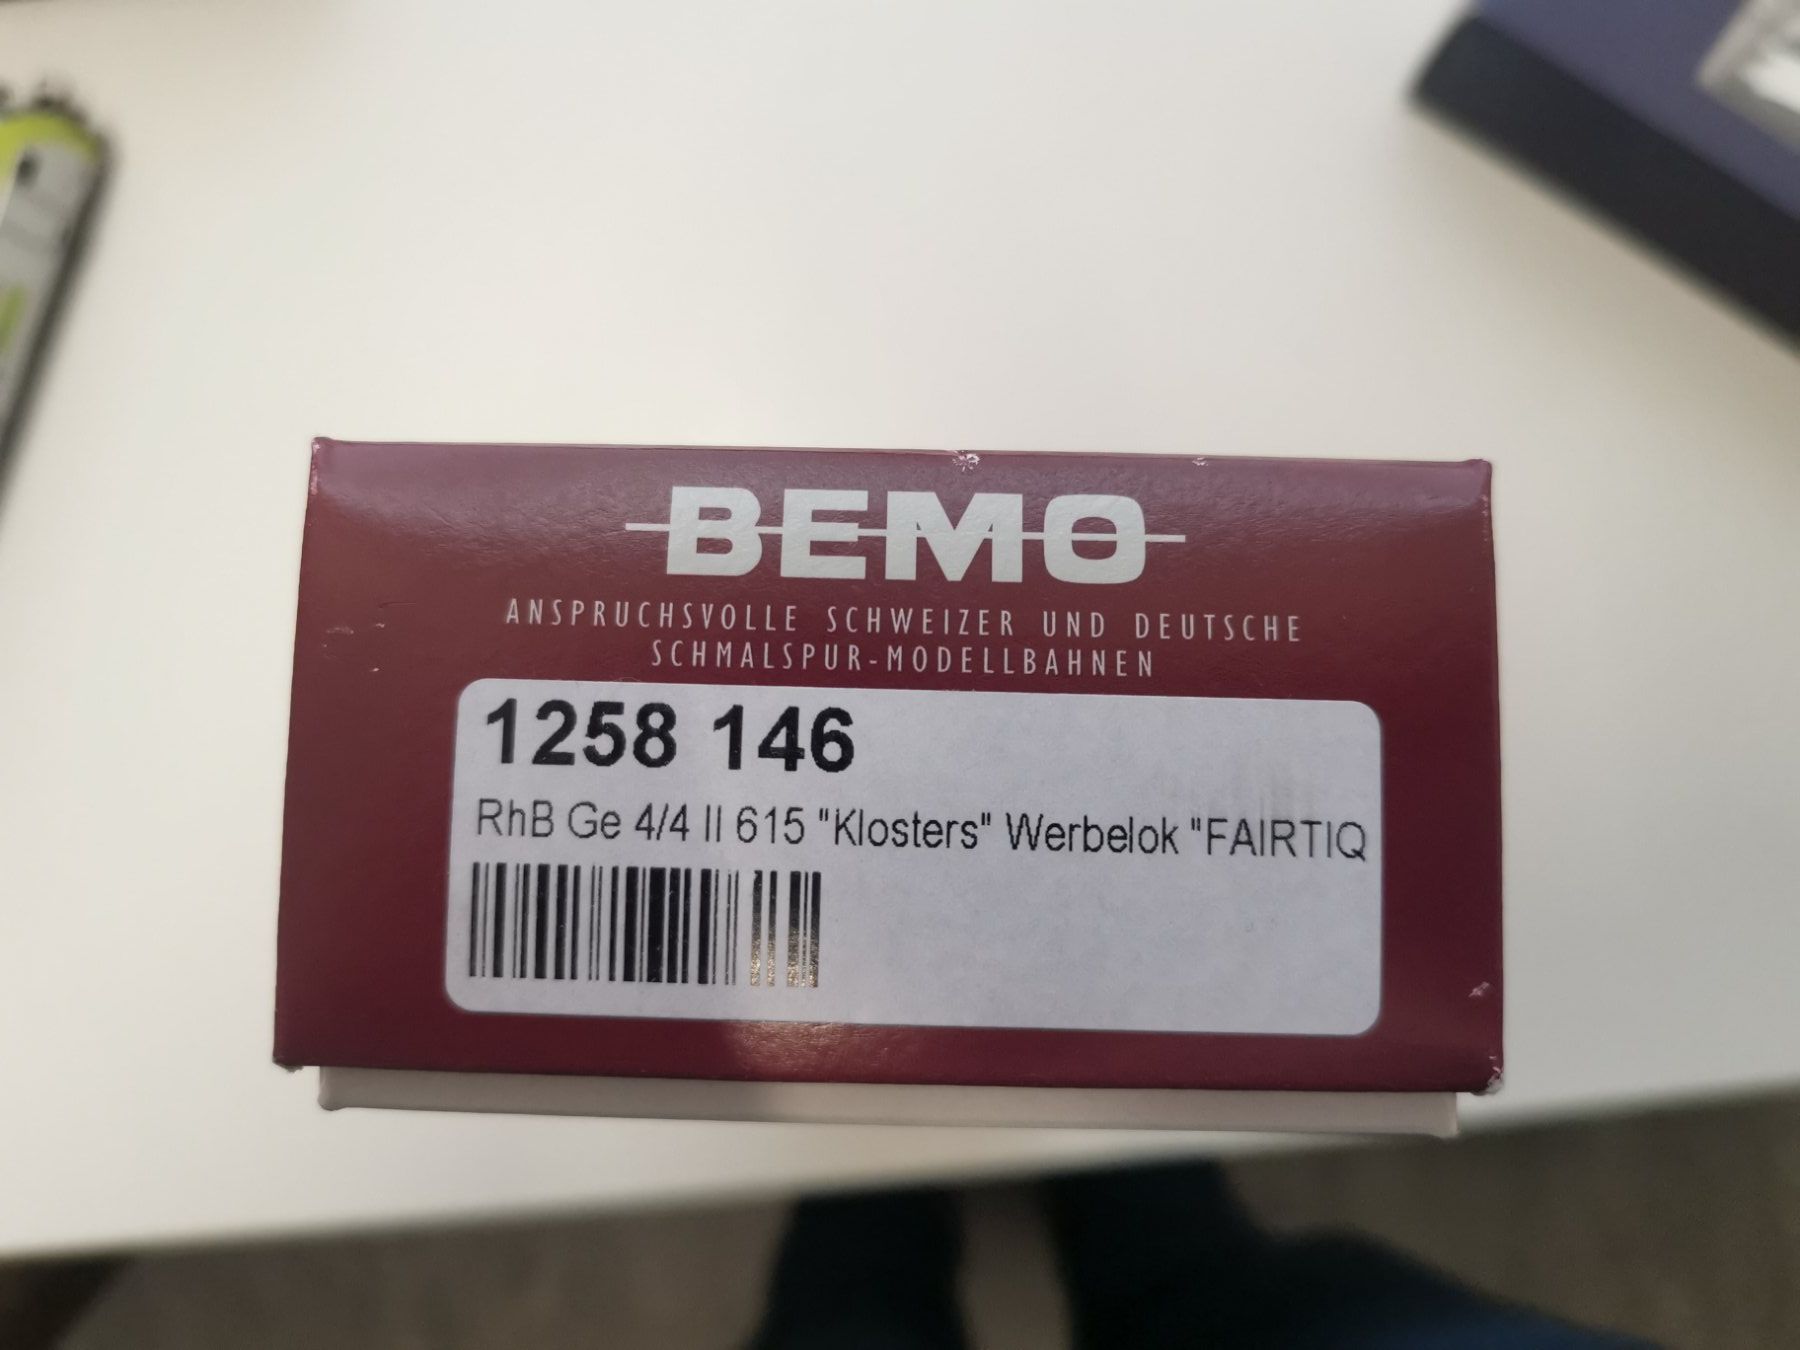 BEMO
ANSPRUCHSVOLLE SCHWEIZER UND DEUTSCHE
SCHMALSPUR-MODELLBAHNEN
1258 146
RhB Ge 4/4 II 615 "Klosters" Werbelok "FAIRTIQ